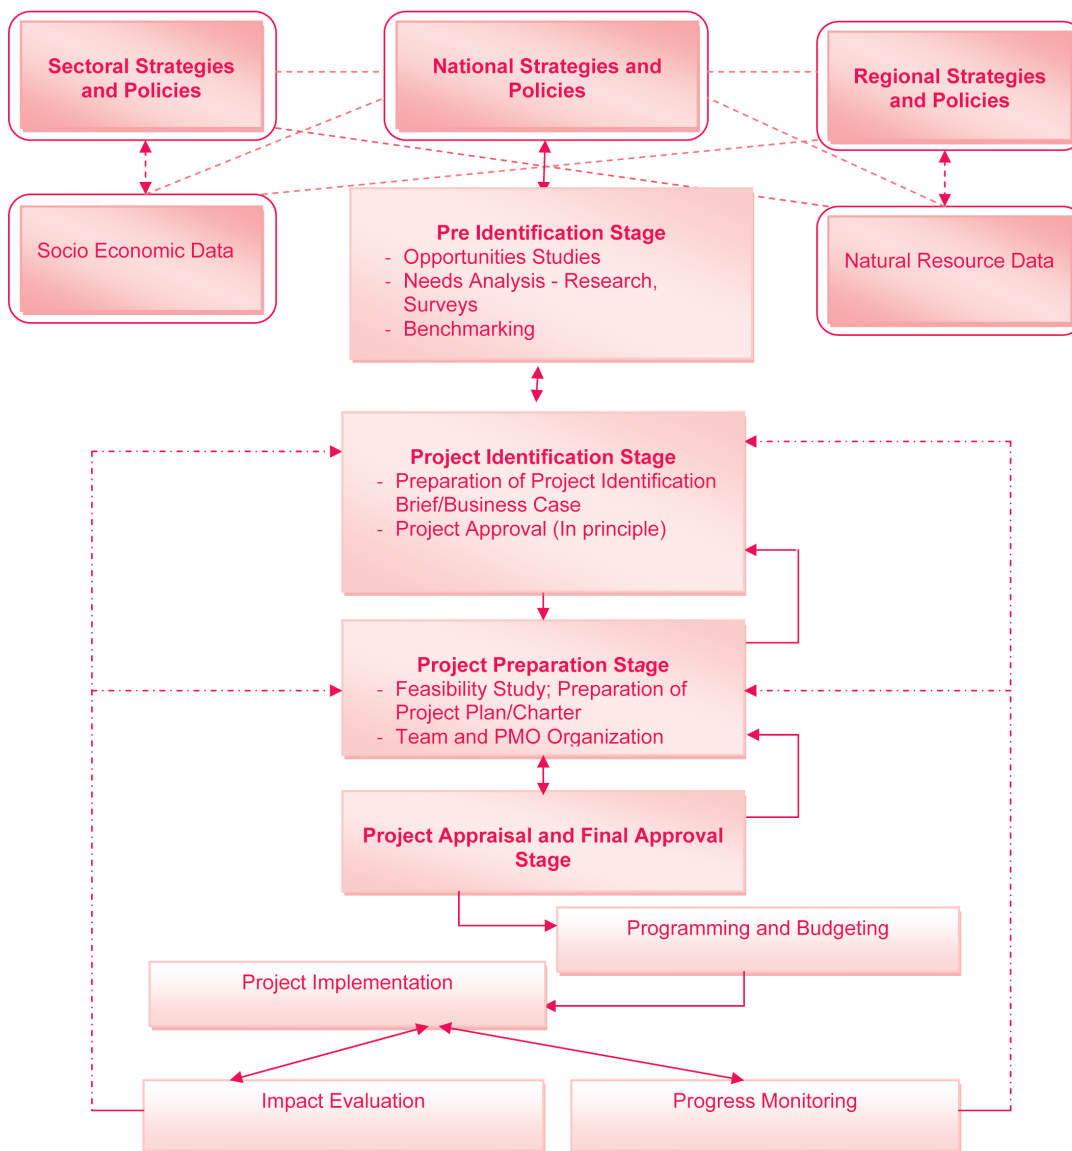 Sectoral Strategies
and Policies
National Strategies and
Policies
Regional Strategies
and Policies
Socio Economic Data
Pre Identification Stage
- Opportunities Studies
- Needs Analysis - Research,
Surveys
- Benchmarking
Natural Resource Data
Project Identification Stage
- Preparation of Project Identification
Brief/Business Case
- Project Approval (In principle)
Project Preparation Stage
- Feasibility Study; Preparation of
Project Plan/Charter
- Team and PMO Organization
Project Appraisal and Final Approval
Stage
Programming and Budgeting
Project Implementation
Impact Evaluation
Progress Monitoring